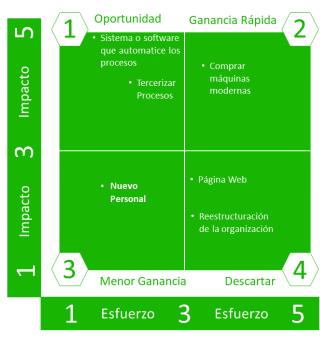 Oportunidad
Ganancia Rápida
1
2
• Sistema o software
que automatice los
procesos
• Tercerizar
Procesos
• Comprar
máquinas
modernas
5
Impacto
3
Impacto
1
• Nuevo
Personal
• Página Web
• Reestructuración
de la organización
3
4
Menor Ganancia
Descartar
1 Esfuerzo 3 Esfuerzo 5